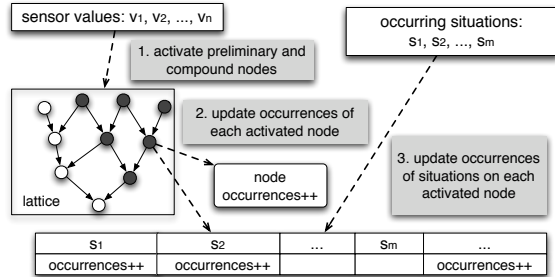 sensor values: v1, v2, ..., vn
occurring situations:
s1, s2, ..., sm
1. activate preliminary and
compound nodes
2. update occurrences of
each activated node
lattice
node
occurrences++
3. update occurrences
of situations on each
activated node
s1 s2 ... sm ...
occurrences++ occurrences++ occurrences++